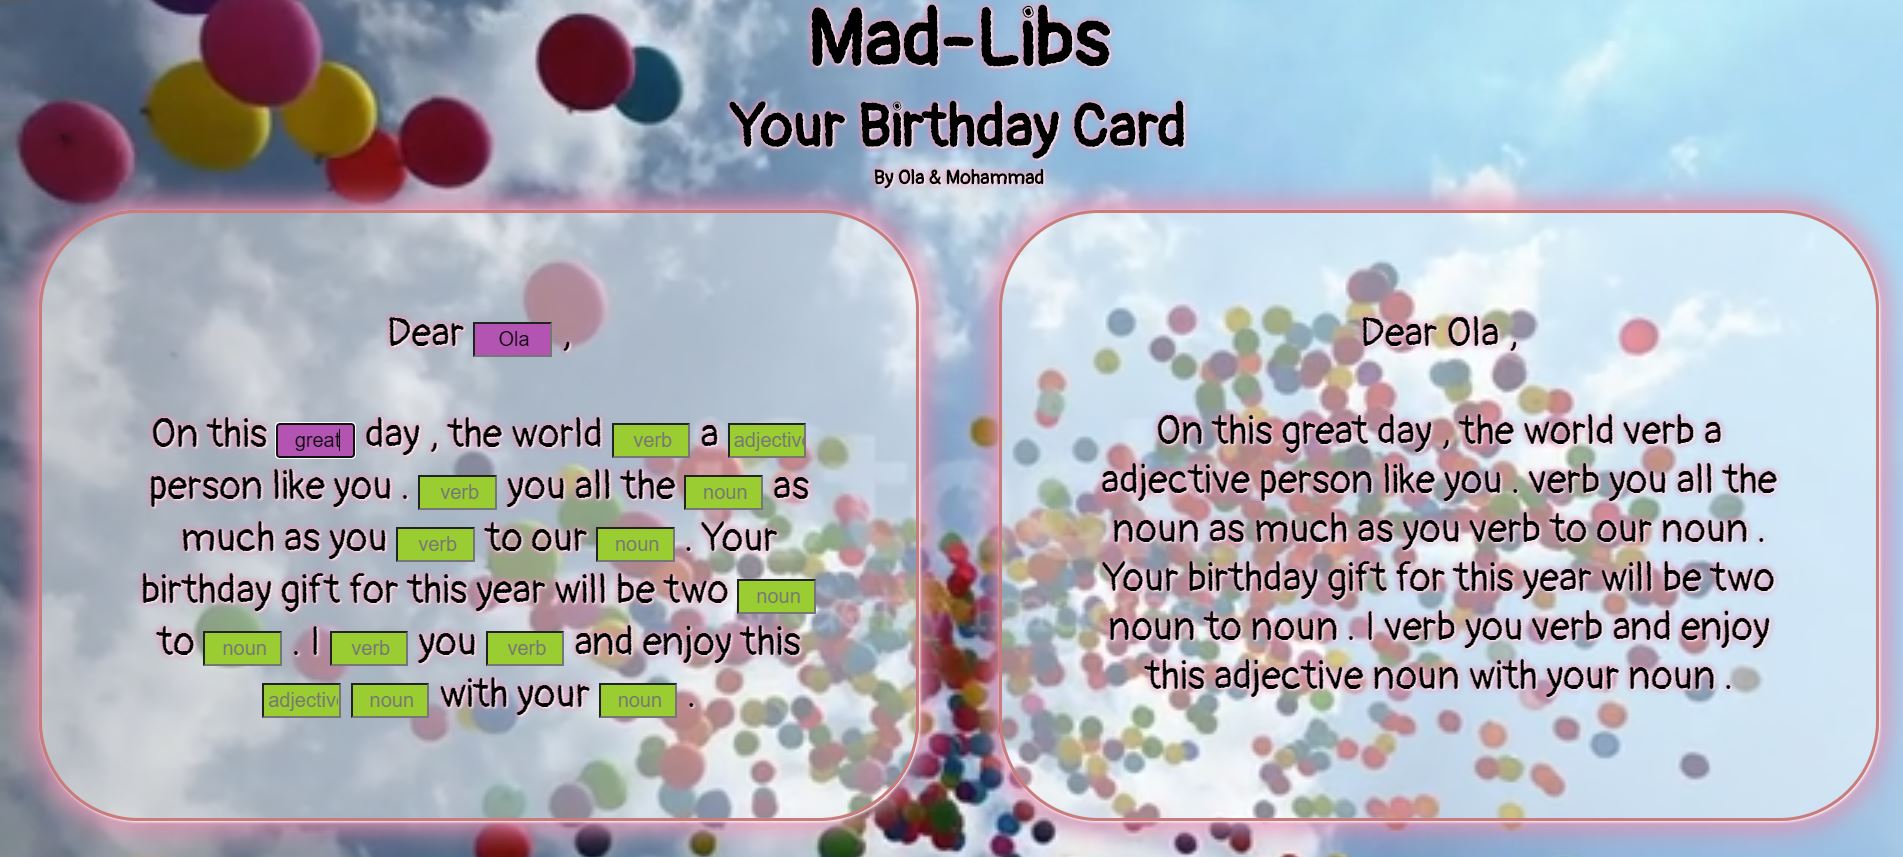 Mad-Libs
Your Birthday Card
By Ola & Mohammad
Dear Ola ,
On this great day , the world verb a adjectiv
person like you . verb you all the noun as
much as you verb to our noun . Your
birthday gift for this year will be two noun
to noun . I verb you verb and enjoy this
adjectiv noun with your noun .
Dear Ola ,
On this great day , the world verb a
adjective person like you . verb you all the
noun as much as you verb to our noun .
Your birthday gift for this year will be two
noun to noun . I verb you verb and enjoy
this adjective noun with your noun .